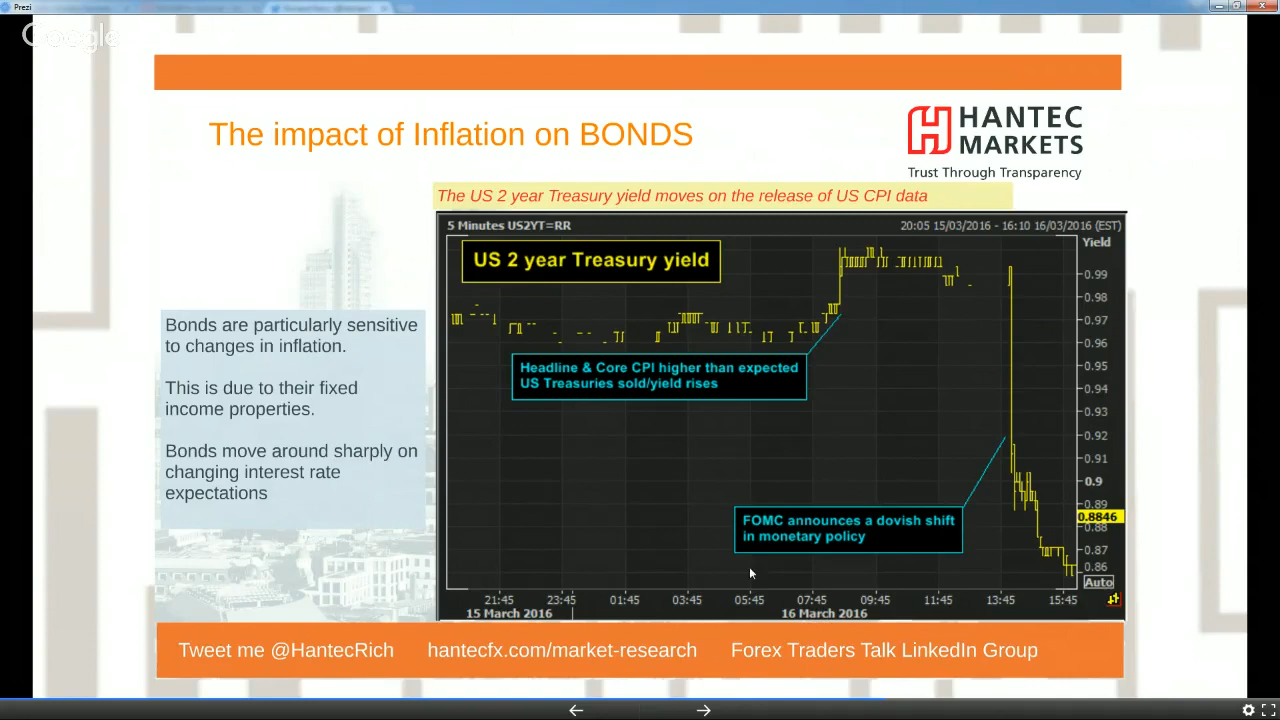 Prezi
Google
The impact of Inflation on BONDS
HANTEC
MARKETS
Trust Through Transparency
The US 2 year Treasury yield moves on the release of US CPI data
5 Minutes US2YT=RR
20:05 15/03/2016 - 16:10 16/03/2016 (EST)
Yield
US 2 year Treasury yield
0.99
0.98
0.97
0.96
0.95
0.94
0.93
0.92
0.91
0.9
0.89
0.8846
0.87
0.86
Auto
Headline & Core CPI higher than expected
US Treasuries sold/yield rises
FOMC announces a dovish shift
in monetary policy
21:45 23:45 01:45 03:45 05:45 07:45 09:45 11:45 13:45 15:45
15 March 2016 16 March 2016
Bonds are particularly sensitive
to changes in inflation.
This is due to their fixed
income properties.
Bonds move around sharply on
changing interest rate
expectations
Tweet me @HantecRich hantecfx.com/market-research Forex Traders Talk LinkedIn Group